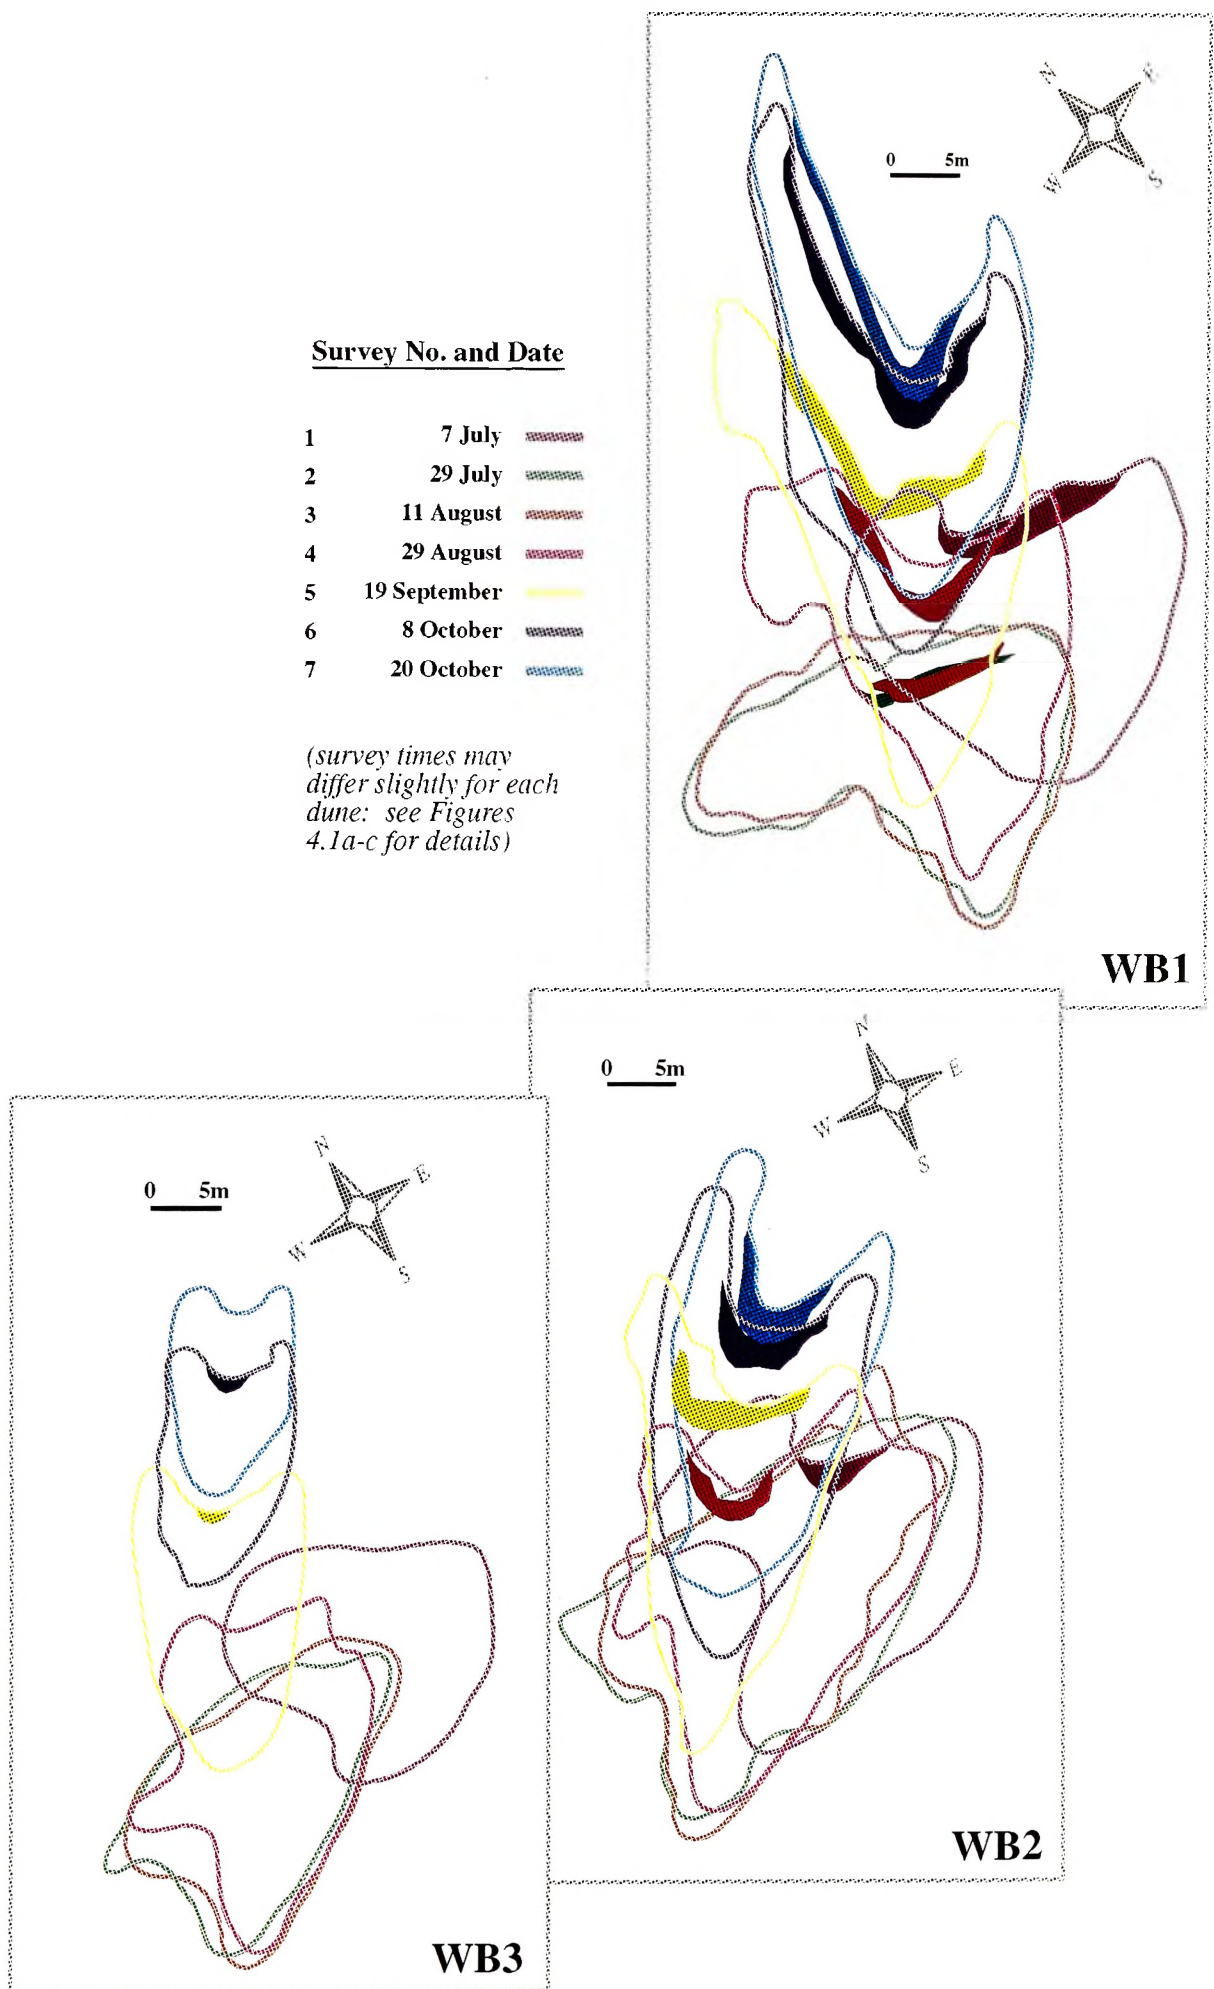 N
E
0 5m
W
S
Survey No. and Date
1 7 July
2 29 July
3 11 August
4 29 August
5 19 September
6 8 October
7 20 October
(survey times may
differ slightly for each
dune: see Figures
4.1a-c for details)
WB1
N
0 5m
E
W
S
WB2
N
E
0 5m
W
S
WB3